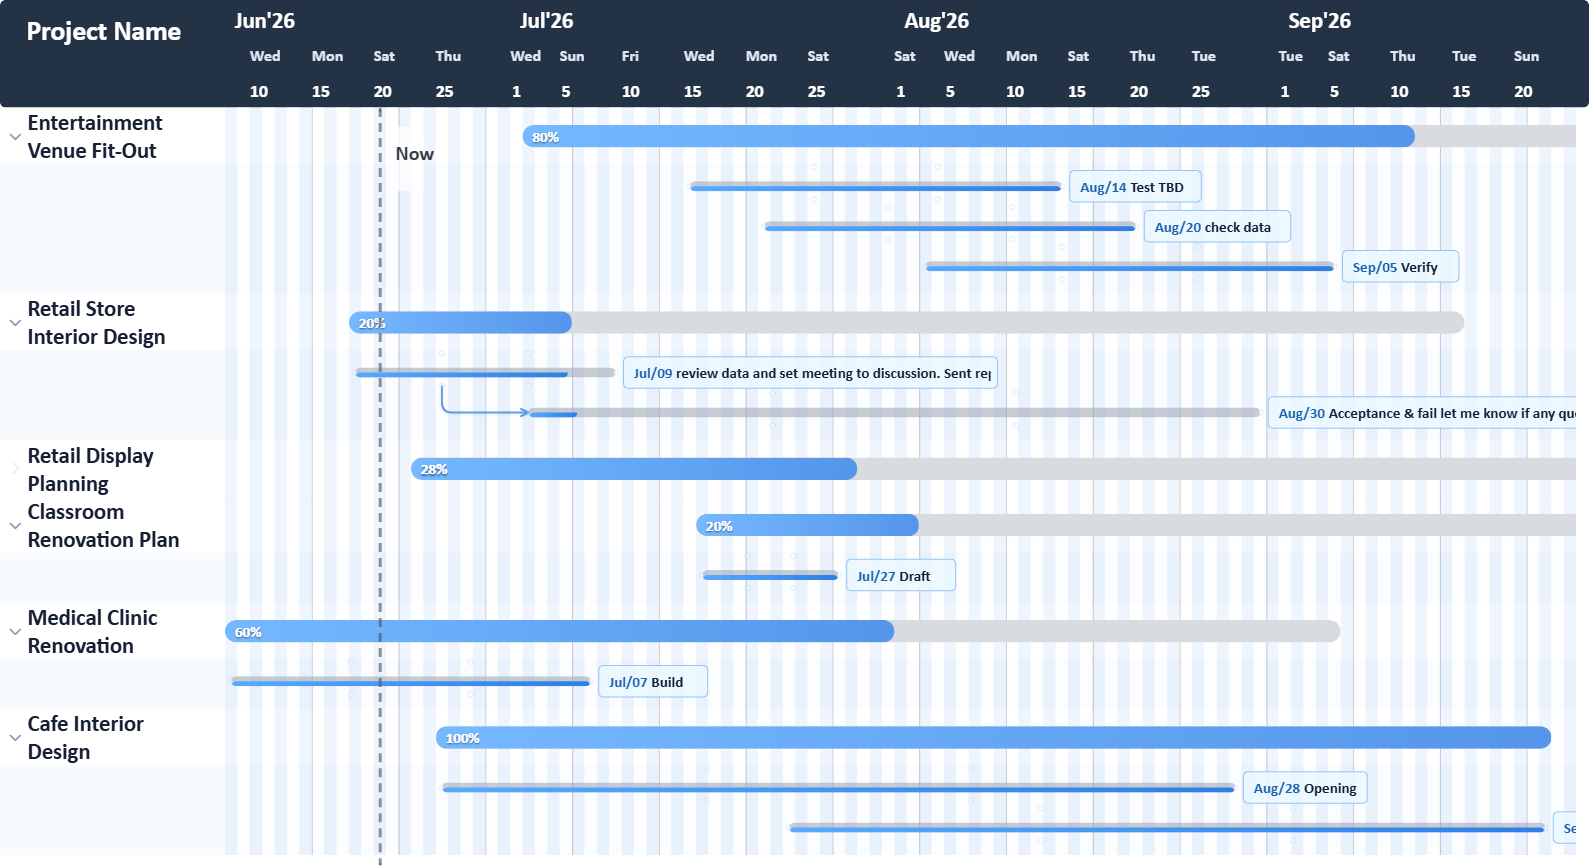 Project Name
Jun'26 Jul'26 Aug'26 Sep'26
Wed Mon Sat Thu Wed Sun Fri Wed Mon Sat Sat Wed Mon Sat Thu Tue Tue Sat Thu Tue Sun
10 15 20 25 1 5 10 15 20 25 1 5 10 15 20 25 1 5 10 15 20
Entertainment
Venue Fit-Out
80%
Now
Aug/14 Test TBD
Aug/20 check data
Sep/05 Verify
Retail Store
Interior Design
20%
Jul/09 review data and set meeting to discussion. Sent
Aug/30 Acceptance & fail let me know if any
Retail Display
Planning
28%
Classroom
Renovation Plan
20%
Jul/27 Draft
Medical Clinic
Renovation
60%
Jul/07 Build
Cafe Interior
Design
100%
Aug/28 Opening